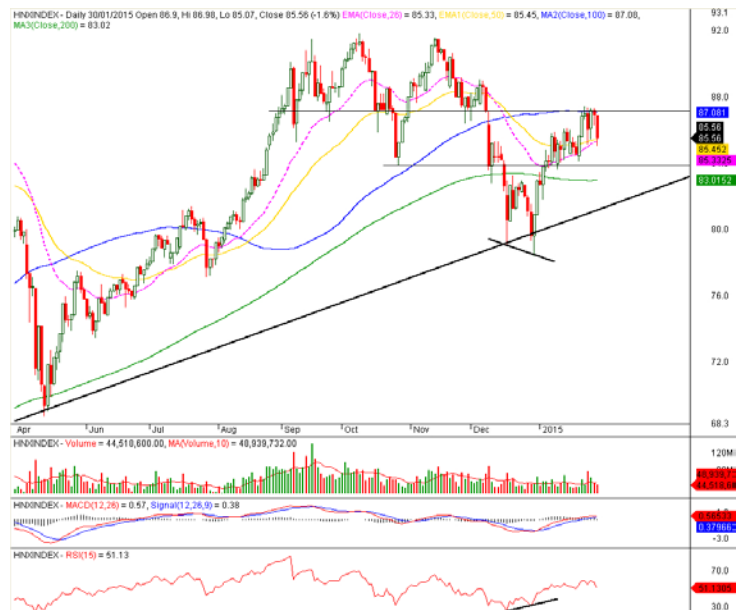 HNXINDEX - Daily 30/01/2015 Open 86.9, Hi 86.98, Lo 85.07, Close 85.56 (-1.6%) EMA(Close,26) = 85.33, EMA1(Close,50) = 85.45, MA2(Close,100) = 87.08,
MA3(Close,200) = 83.02
93.1
92.0
88.0
87.081
85.56
85.56
85.452
85.3325
83.0152
80.0
76.0
72.0
68.3
Apr Jun Jul Aug Sep Oct Nov Dec 2015
HNXINDEX - Volume = 44,518,600.00, MA(Volume,10) = 48,939,732.00
120M
HNXINDEX - MACD(12,26) = 0.57, Signal(12,26,9) = 0.38
-3.0
HNXINDEX - RSI(15) = 51.13
70.0
30.0